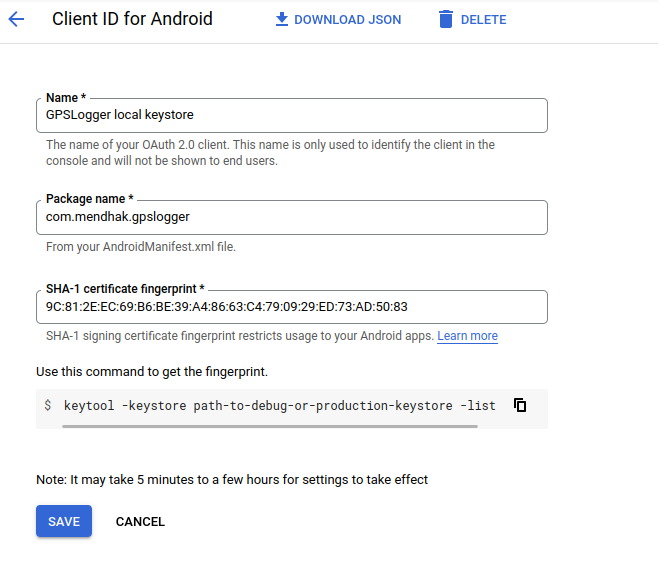 Client ID for Android
DOWNLOAD JSON
DELETE
Name *
GPSLogger local keystore
The name of your OAuth 2.0 client. This name is only used to identify the client in the
console and will not be shown to end users.
Package name *
com.mendhak.gpslogger
From your AndroidManifest.xml file.
SHA-1 certificate fingerprint *
9C:81:2E:EC:69:B6:BE:39:A4:86:63:C4:79:09:29:ED:73:AD:50:83
SHA-1 signing certificate fingerprint restricts usage to your Android apps. Learn more
Use this command to get the fingerprint.
$ keytool -keystore path-to-debug-or-production-keystore -list
Note: It may take 5 minutes to a few hours for settings to take effect
SAVE
CANCEL